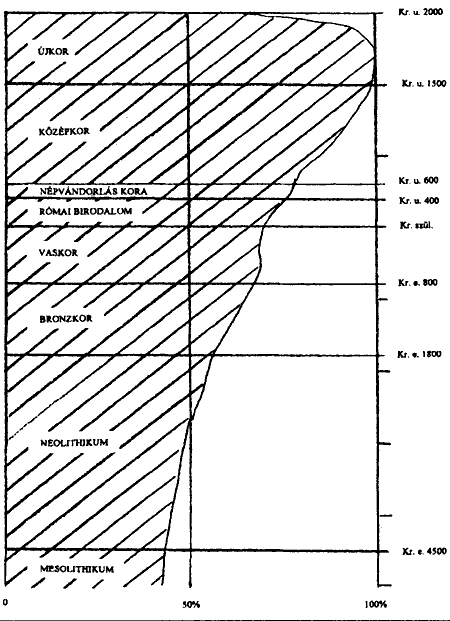 Kr. u. 2000
ÚJKOR
Kr. u. 1500
KÖZÉPKOR
Kr. u. 600
NÉPVÁNDORLÁS KORA
Kr. u. 400
RÓMAI BIRODALOM
Kr. szül.
VASKOR
Kr. e. 800
BRONZKOR
Kr. e. 1800
NEOLITHIKUM
Kr. e. 4500
MESOLITHIKUM
0 50% 100%